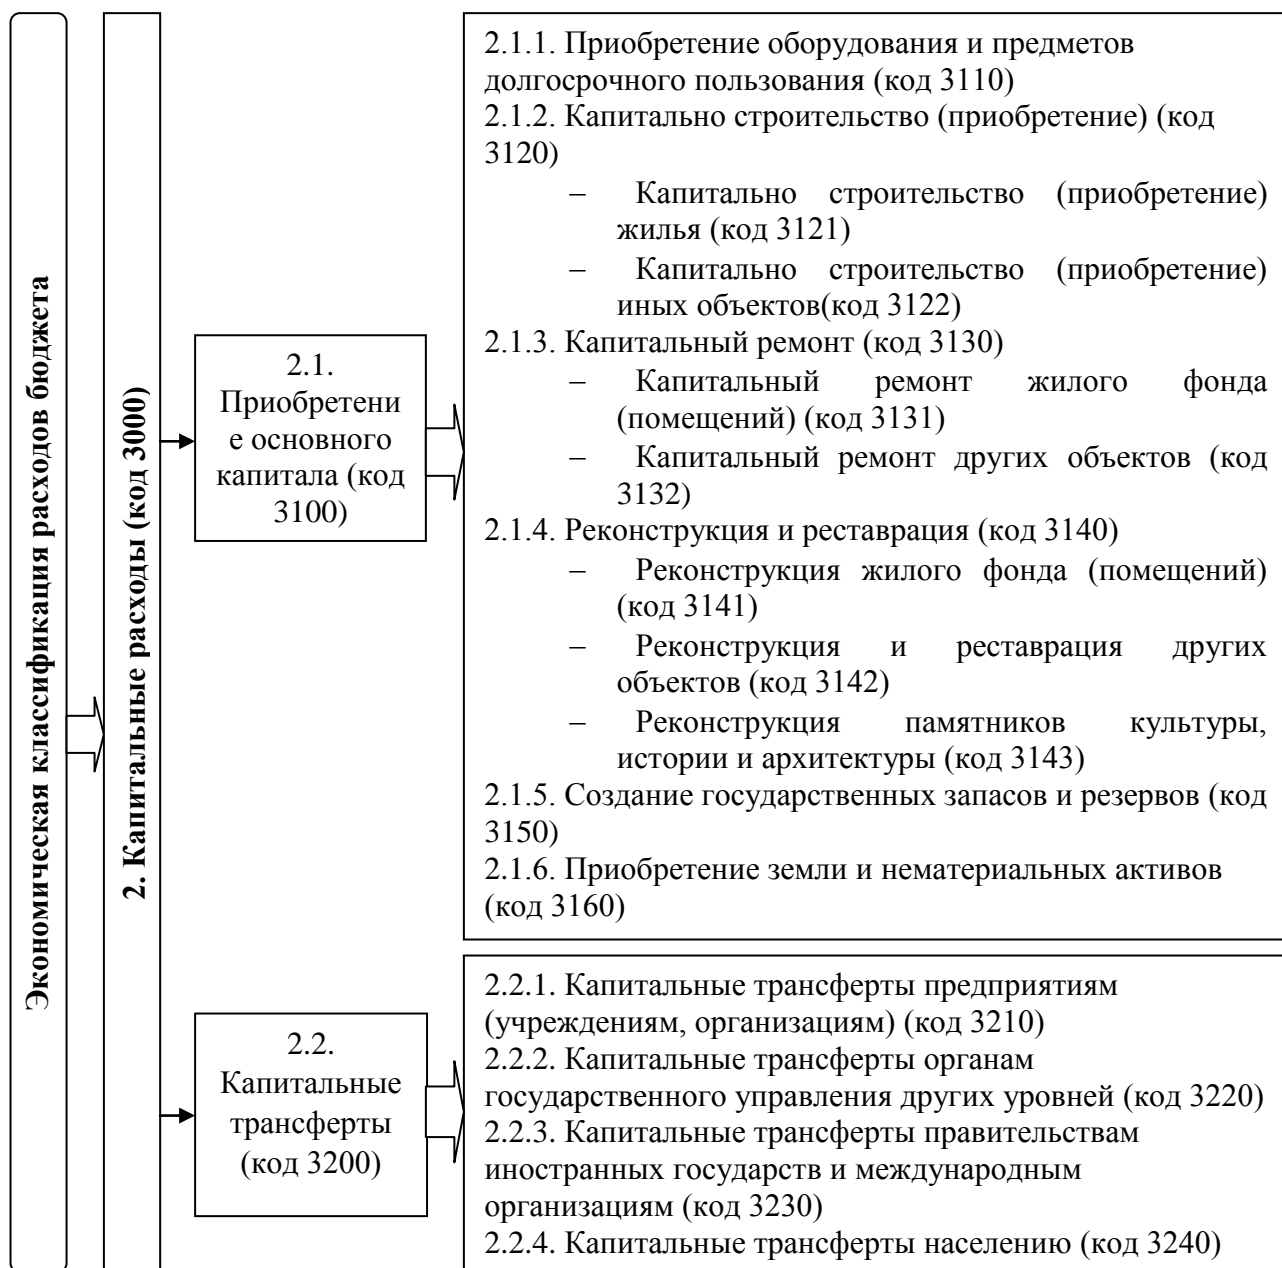 Экономическая классификация расходов бюджета
2. Капитальные расходы (код 3000)
2.1.
Приобретени
е основного
капитала (код
3100)
2.1.1. Приобретение оборудования и предметов
долгосрочного пользования (код 3110)
2.1.2. Капитально строительство (приобретение) (код
3120)
– Капитально строительство (приобретение)
жилья (код 3121)
– Капитально строительство (приобретение)
иных объектов(код 3122)
2.1.3. Капитальный ремонт (код 3130)
– Капитальный ремонт жилого фонда
(помещений) (код 3131)
– Капитальный ремонт других объектов (код
3132)
2.1.4. Реконструкция и реставрация (код 3140)
– Реконструкция жилого фонда (помещений)
(код 3141)
– Реконструкция и реставрация других
объектов (код 3142)
– Реконструкция памятников культуры,
истории и архитектуры (код 3143)
2.1.5. Создание государственных запасов и резервов (код
3150)
2.1.6. Приобретение земли и нематериальных активов
(код 3160)
2.2.
Капитальные
трансферты
(код 3200)
2.2.1. Капитальные трансферты предприятиям
(учреждениям, организациям) (код 3210)
2.2.2. Капитальные трансферты органам
государственного управления других уровней (код 3220)
2.2.3. Капитальные трансферты правительствам
иностранных государств и международным
организациям (код 3230)
2.2.4. Капитальные трансферты населению (код 3240)